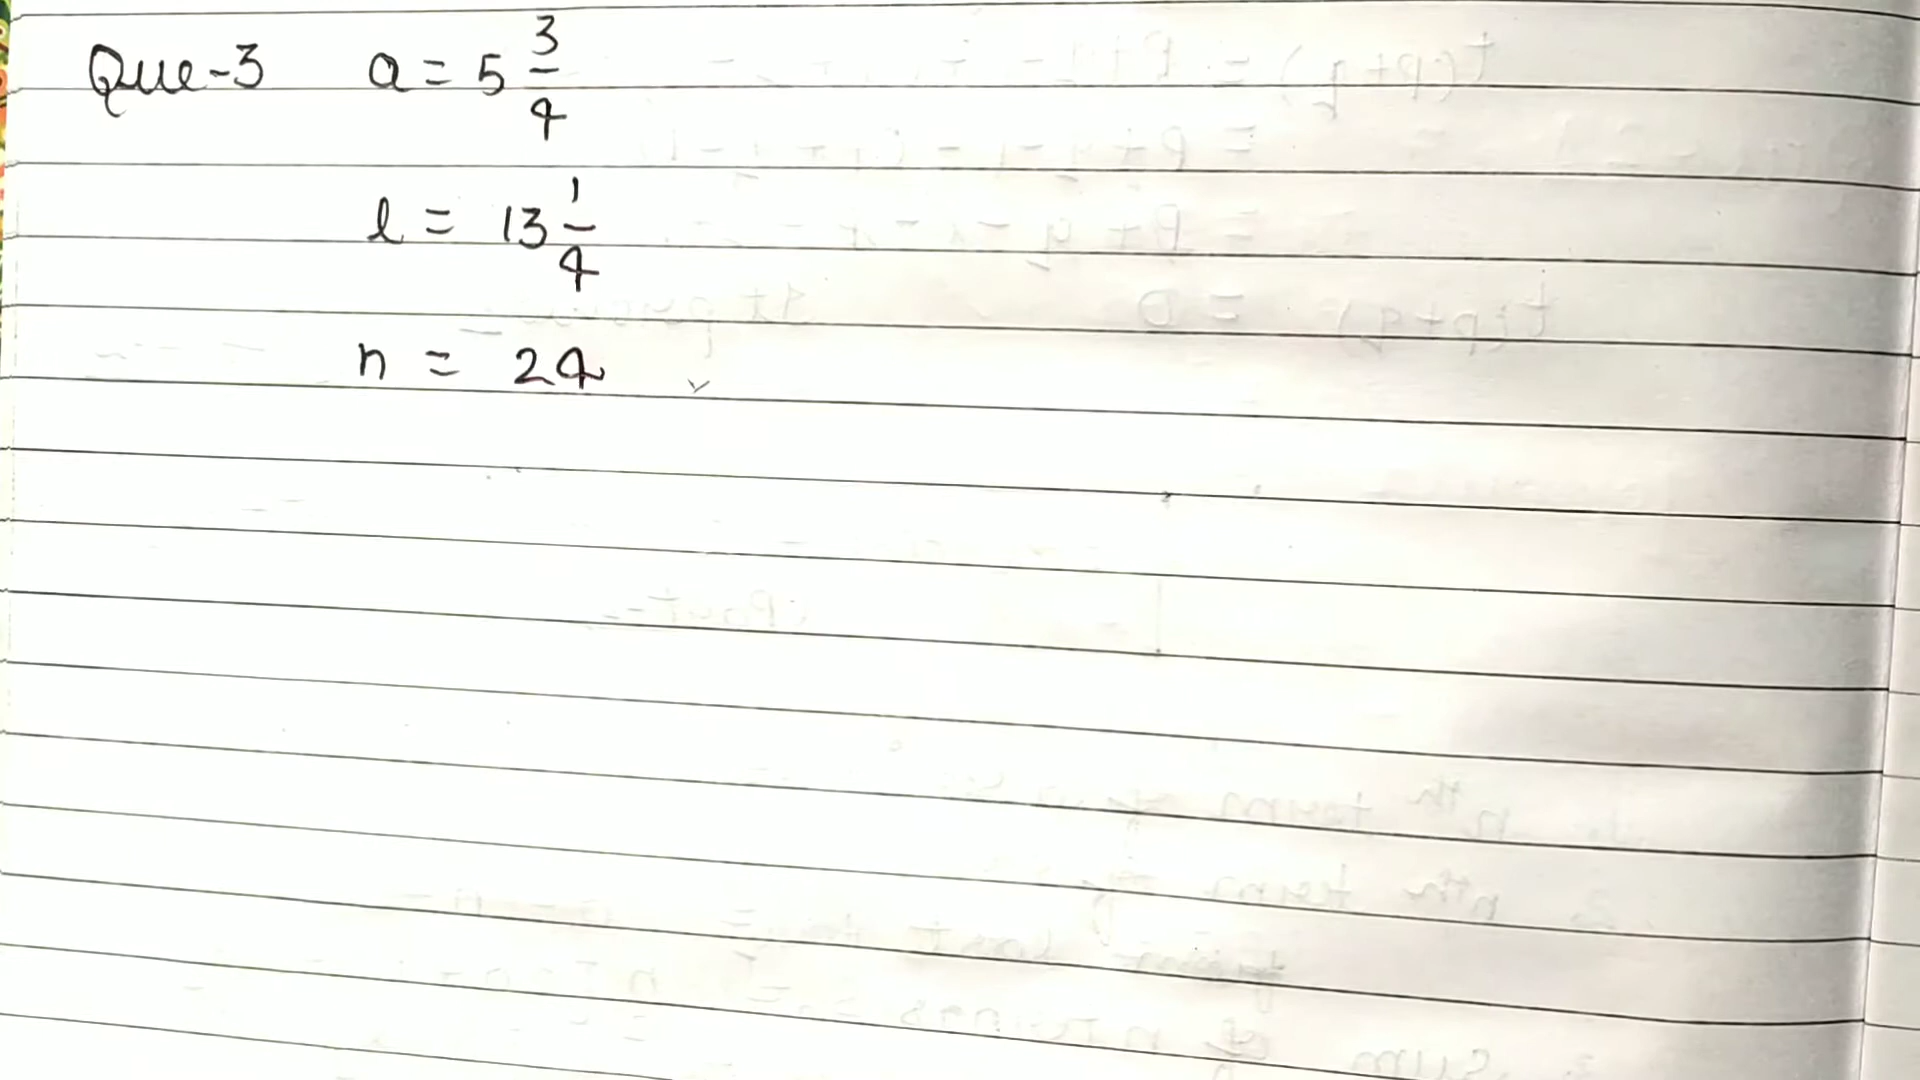 Que-3 a = 5 3/4
l = 13 1/4
n = 24